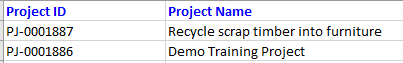 Project ID Project Name
PJ-0001887 Recycle scrap timber into furniture
PJ-0001886 Demo Training Project